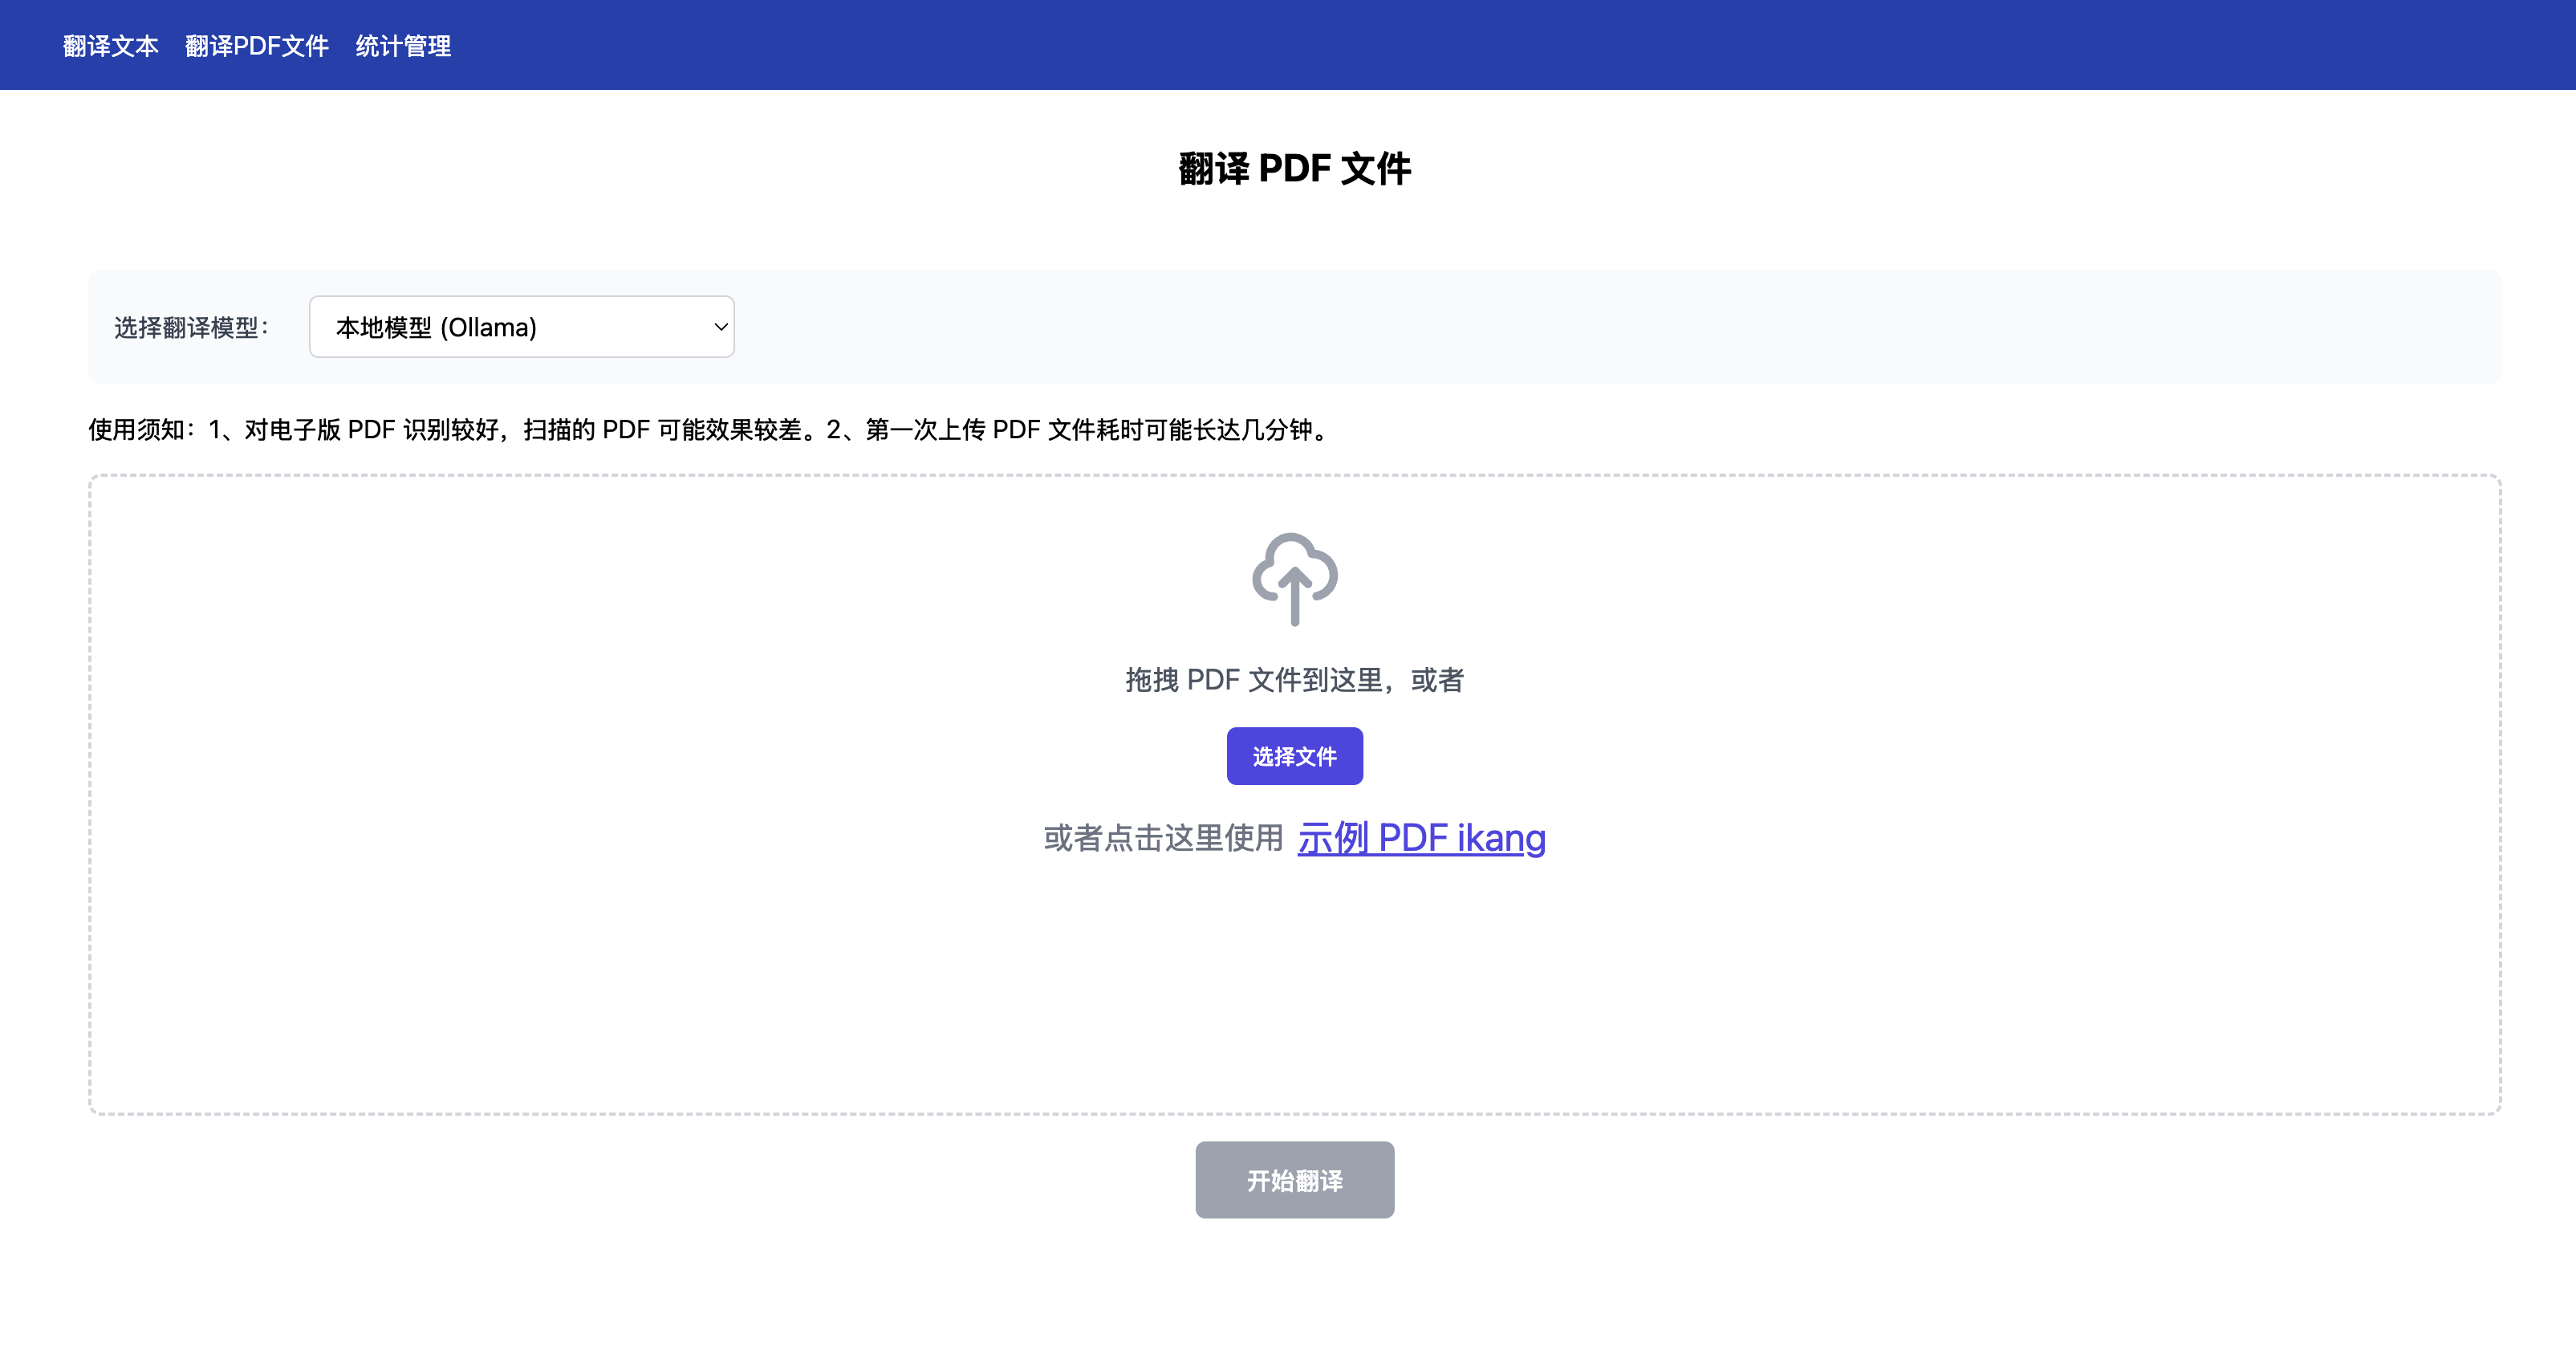 翻译文本 翻译PDF文件 统计管理
翻译 PDF 文件
选择翻译模型： 本地模型 (Ollama)
使用须知：1、对电子版 PDF 识别较好，扫描的 PDF 可能效果较差。2、第一次上传 PDF 文件耗时可能长达几分钟。
拖拽 PDF 文件到这里，或者
选择文件
或者点击这里使用 示例 PDF ikang
开始翻译